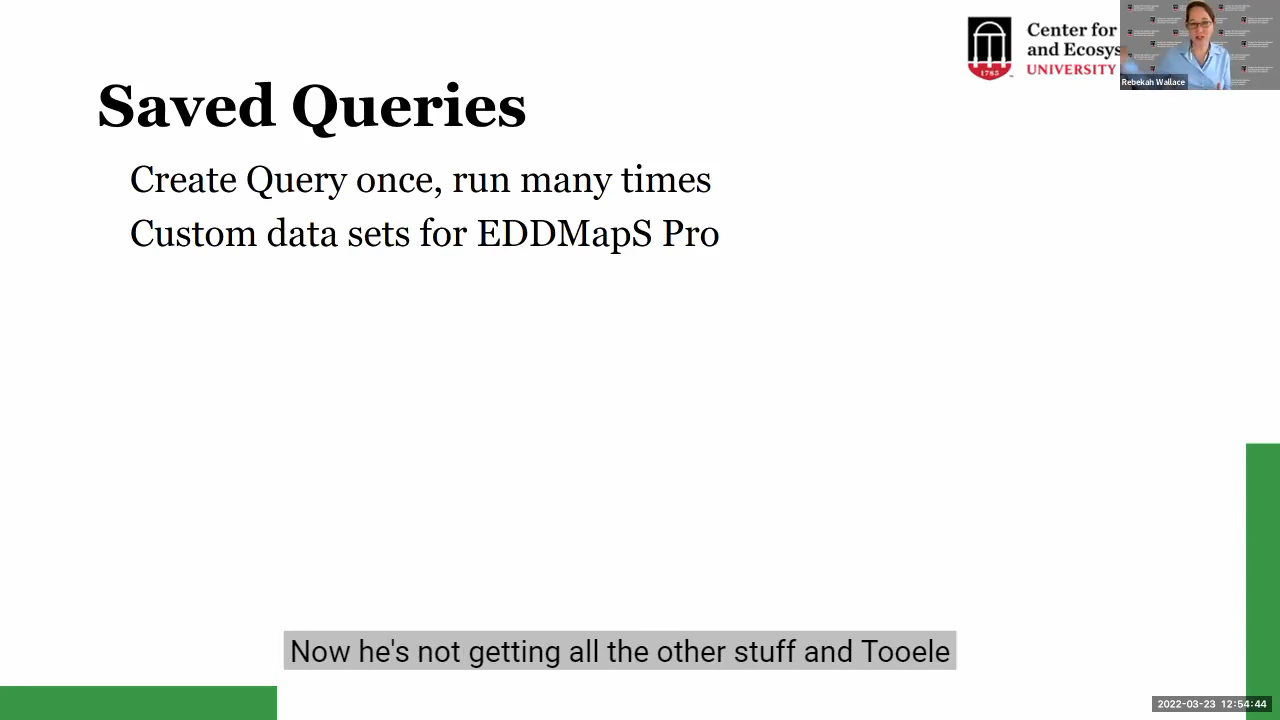 Center for
and Ecosys
UNIVERSITY
1785
Rebekah Wallace
Saved Queries
Create Query once, run many times
Custom data sets for EDDMapS Pro
Now he's not getting all the other stuff and Tooele
2022-03-23 12:54:44